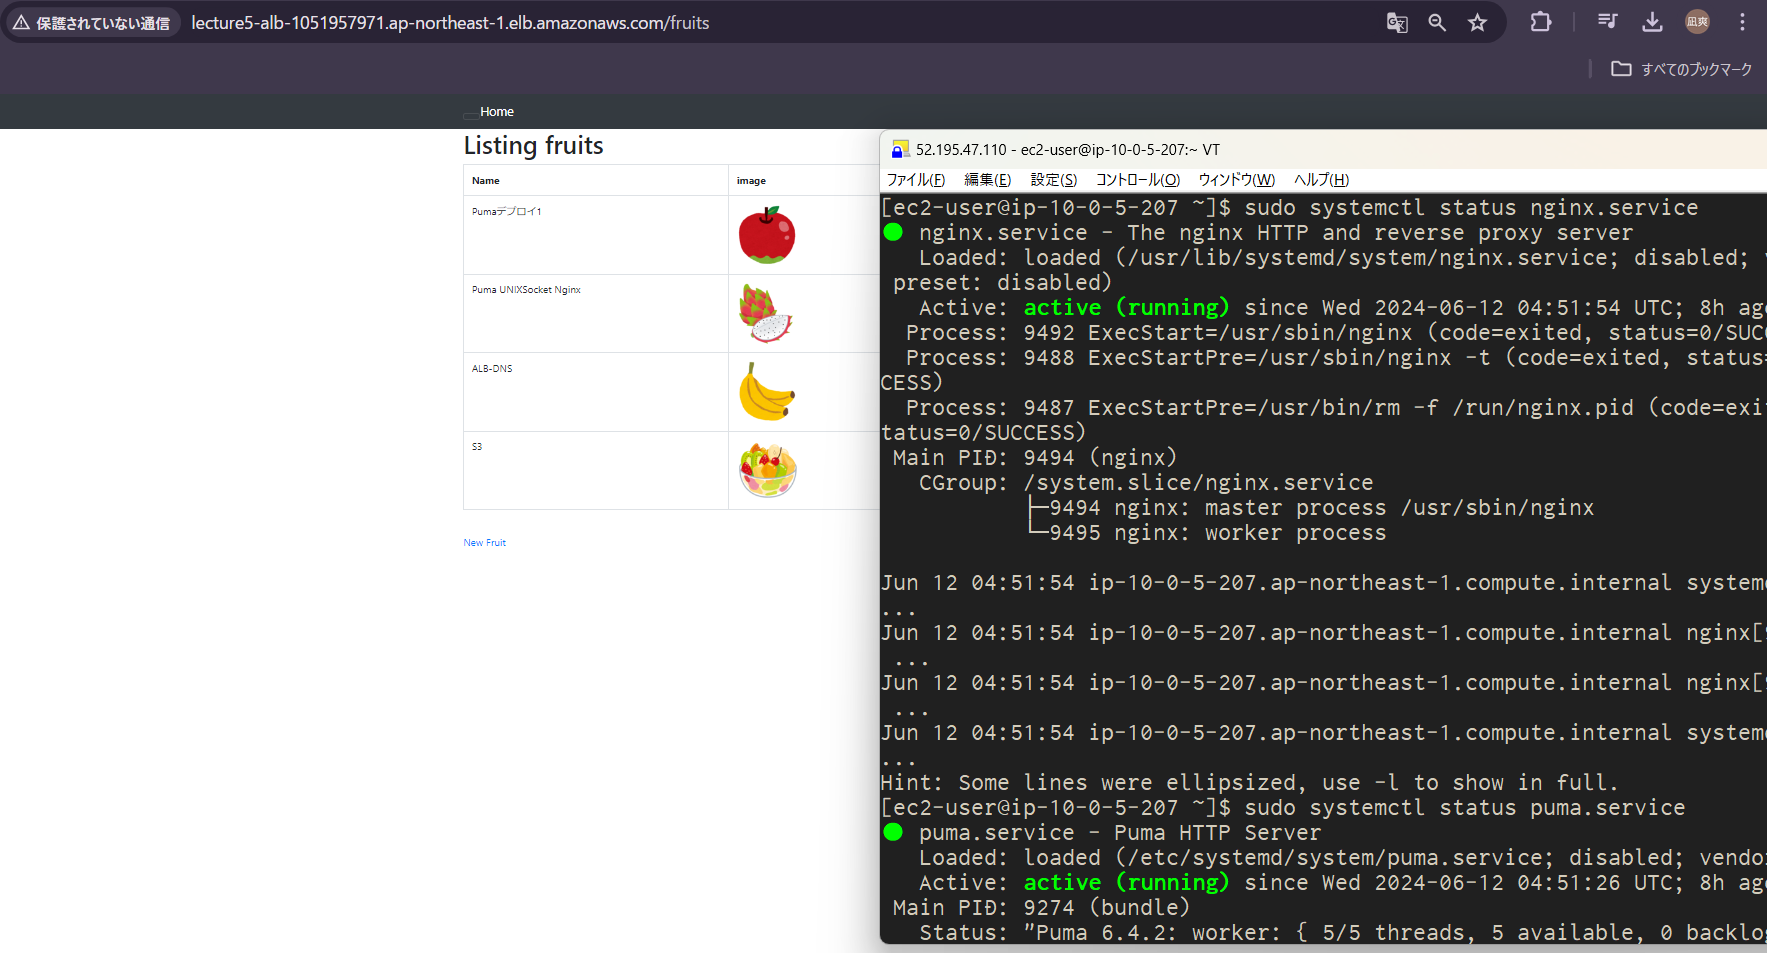 保護されていない通信
lecture5-alb-1051957971.ap-northeast-1.elb.amazonaws.com/fruits
凪爽
すべてのブックマーク
Home
Listing fruits
Name image
Pumaデプロイ1
Puma UNIXSocket Nginx
ALB-DNS
S3
New Fruit
52.195.47.110 - ec2-user@ip-10-0-5-207:~ VT
ファイル(F) 編集(E) 設定(S) コントロール(O) ウィンドウ(W) ヘルプ(H)
[ec2-user@ip-10-0-5-207 ~]$ sudo systemctl status nginx.service
● nginx.service - The nginx HTTP and reverse proxy server
Loaded: loaded (/usr/lib/systemd/system/nginx.service; disabled; v
preset: disabled)
Active: active (running) since Wed 2024-06-12 04:51:54 UTC; 8h ago
Process: 9492 ExecStart=/usr/sbin/nginx (code=exited, status=0/SUCC
Process: 9488 ExecStartPre=/usr/sbin/nginx -t (code=exited, status=
CESS)
Process: 9487 ExecStartPre=/usr/bin/rm -f /run/nginx.pid (code=exit
tatus=0/SUCCESS)
Main PID: 9494 (nginx)
CGroup: /system.slice/nginx.service
├─9494 nginx: master process /usr/sbin/nginx
└─9495 nginx: worker process
Jun 12 04:51:54 ip-10-0-5-207.ap-northeast-1.compute.internal systemd
...
Jun 12 04:51:54 ip-10-0-5-207.ap-northeast-1.compute.internal nginx[9
...
Jun 12 04:51:54 ip-10-0-5-207.ap-northeast-1.compute.internal nginx[9
...
Jun 12 04:51:54 ip-10-0-5-207.ap-northeast-1.compute.internal systemd
...
Hint: Some lines were ellipsized, use -l to show in full.
[ec2-user@ip-10-0-5-207 ~]$ sudo systemctl status puma.service
● puma.service - Puma HTTP Server
Loaded: loaded (/etc/systemd/system/puma.service; disabled; vendor
Active: active (running) since Wed 2024-06-12 04:51:26 UTC; 8h ago
Main PID: 9274 (bundle)
Status: "Puma 6.4.2: worker: { 5/5 threads, 5 available, 0 backlog